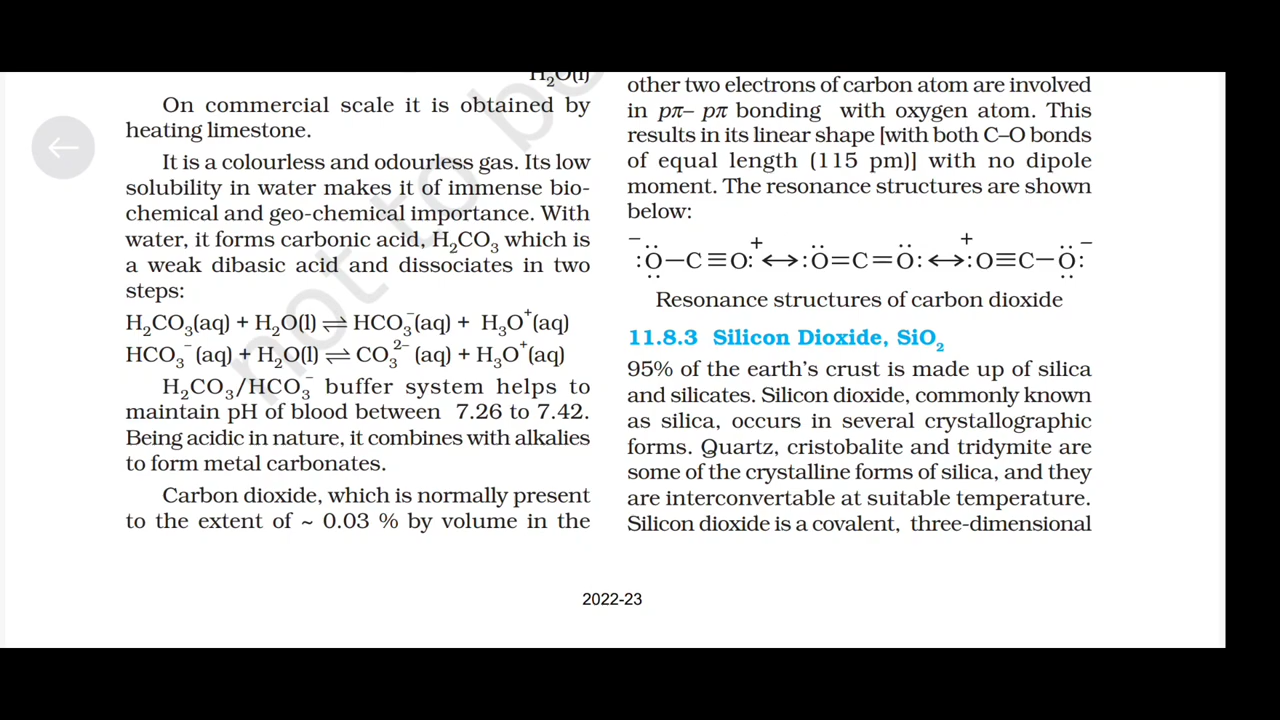 H₂O(l)
On commercial scale it is obtained by
heating limestone.
It is a colourless and odourless gas. Its low
solubility in water makes it of immense bio-
chemical and geo-chemical importance. With
water, it forms carbonic acid, H₂CO₃ which is
a weak dibasic acid and dissociates in two
steps:
H₂CO₃(aq) + H₂O(l) ⇌ HCO₃⁻(aq) + H₃O⁺(aq)
HCO₃⁻ (aq) + H₂O(l) ⇌ CO₃²⁻ (aq) + H₃O⁺(aq)
H₂CO₃/HCO₃⁻ buffer system helps to
maintain pH of blood between 7.26 to 7.42.
Being acidic in nature, it combines with alkalies
to form metal carbonates.
Carbon dioxide, which is normally present
to the extent of ~ 0.03 % by volume in the
other two electrons of carbon atom are involved
in pπ– pπ bonding with oxygen atom. This
results in its linear shape [with both C–O bonds
of equal length (115 pm)] with no dipole
moment. The resonance structures are shown
below:
⁻:Ö–C≡O:⁺ ↔ :Ö=C=Ö: ↔ ⁺:O≡C–Ö:⁻
Resonance structures of carbon dioxide
11.8.3 Silicon Dioxide, SiO₂
95% of the earth's crust is made up of silica
and silicates. Silicon dioxide, commonly known
as silica, occurs in several crystallographic
forms. Quartz, cristobalite and tridymite are
some of the crystalline forms of silica, and they
are interconvertable at suitable temperature.
Silicon dioxide is a covalent, three-dimensional
2022-23
not to be